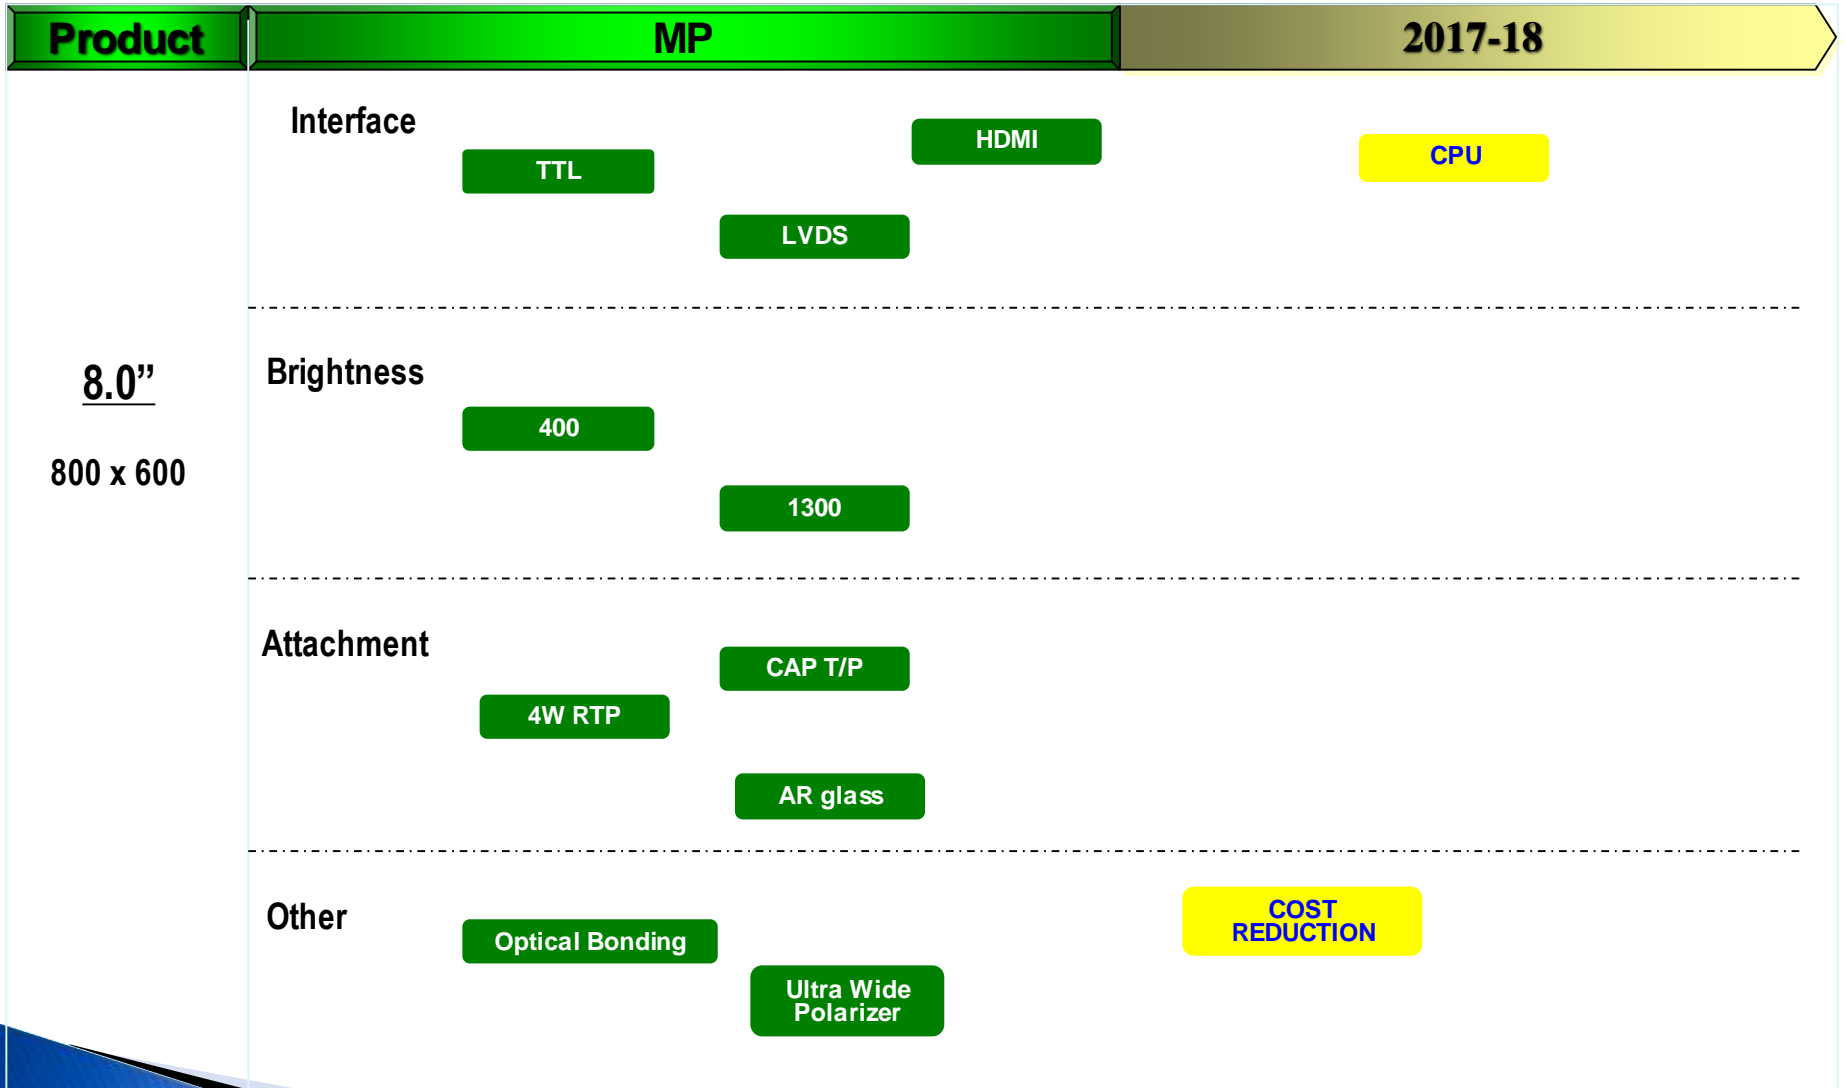 Product
MP
2017-18
Interface
HDMI
TTL
CPU
LVDS
8.0”
800 x 600
Brightness
400
1300
Attachment
CAP T/P
4W RTP
AR glass
Other
Optical Bonding
COST
REDUCTION
Ultra Wide
Polarizer